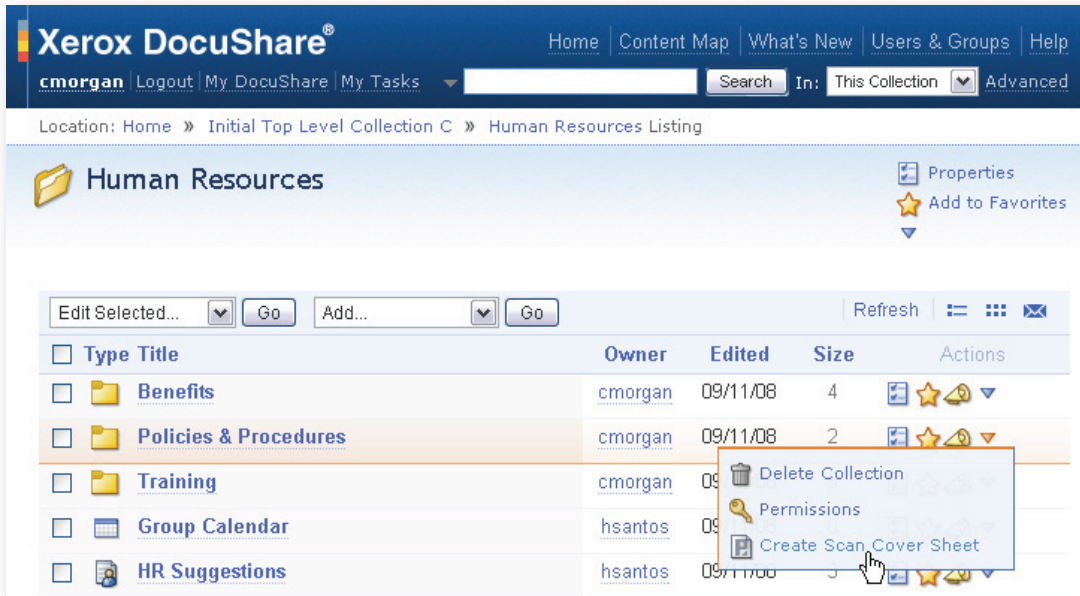 Xerox DocuShare®
Home Content Map What's New Users & Groups Help
cmorgan Logout My DocuShare My Tasks Search In: This Collection Advanced
Location: Home » Initial Top Level Collection C » Human Resources Listing
Human Resources
Properties
Add to Favorites
Edit Selected... Go Add... Go Refresh
Type Title Owner Edited Size Actions
Benefits cmorgan 09/11/08 4
Policies & Procedures cmorgan 09/11/08 2
Delete Collection
Permissions
Create Scan Cover Sheet
Training cmorgan
Group Calendar hsantos
HR Suggestions hsantos